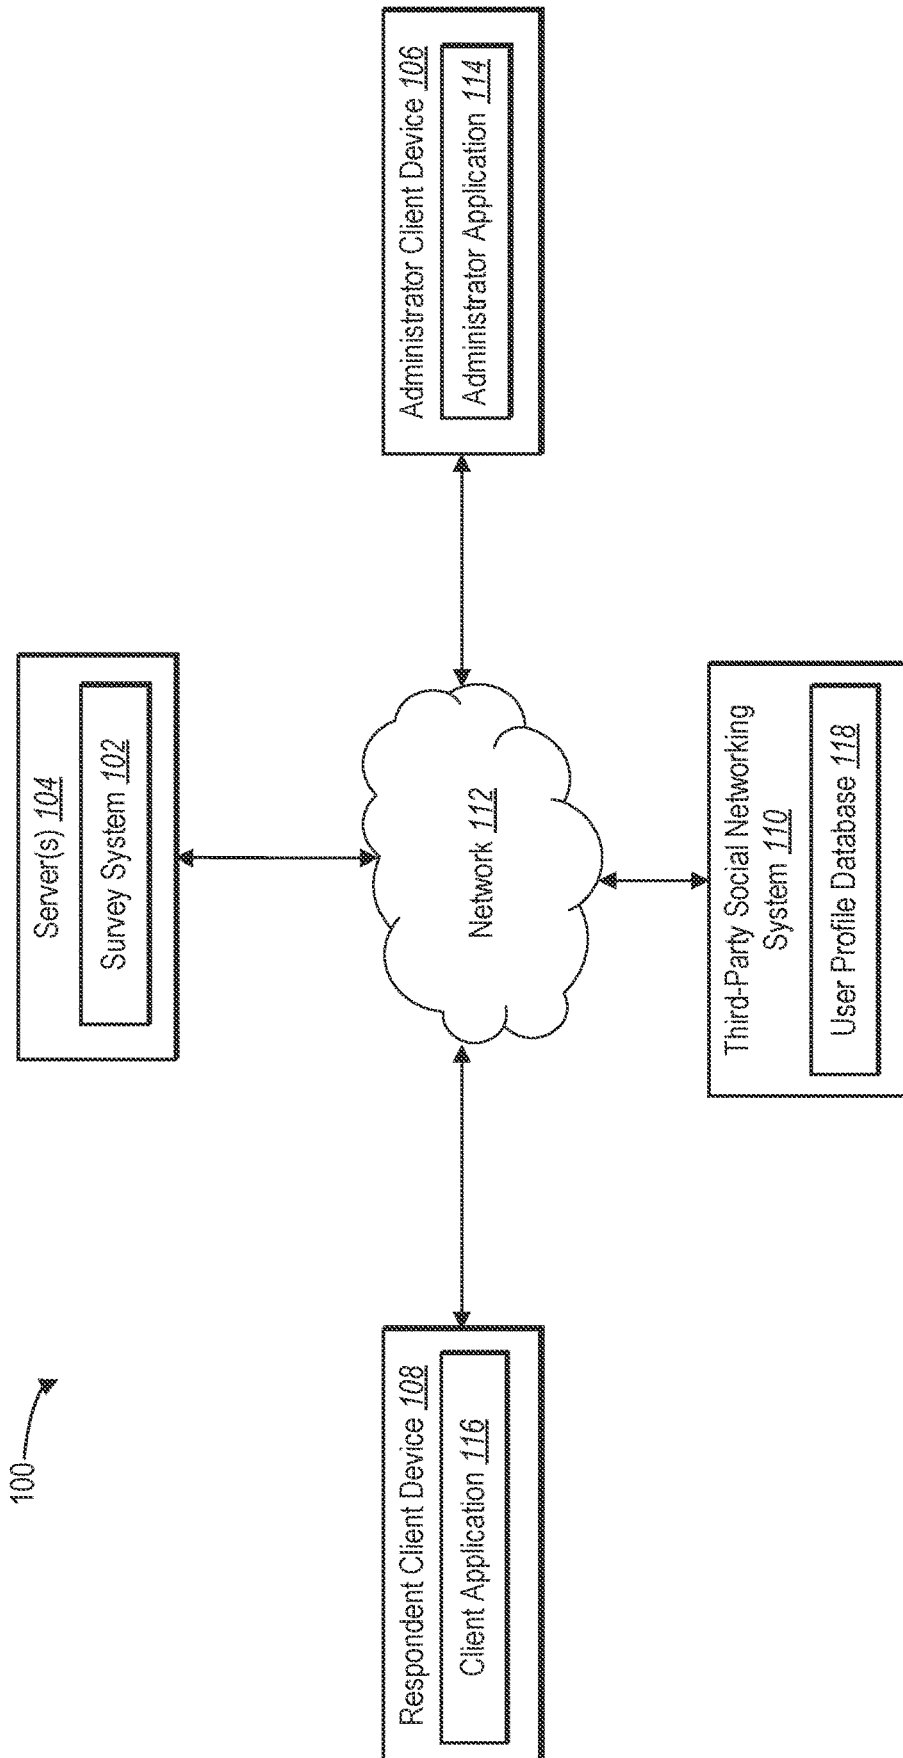 100
Server(s) 104
Survey System 102
Respondent Client Device 108
Client Application 116
Network 112
Administrator Client Device 106
Administrator Application 114
Third-Party Social Networking
System 110
User Profile Database 118